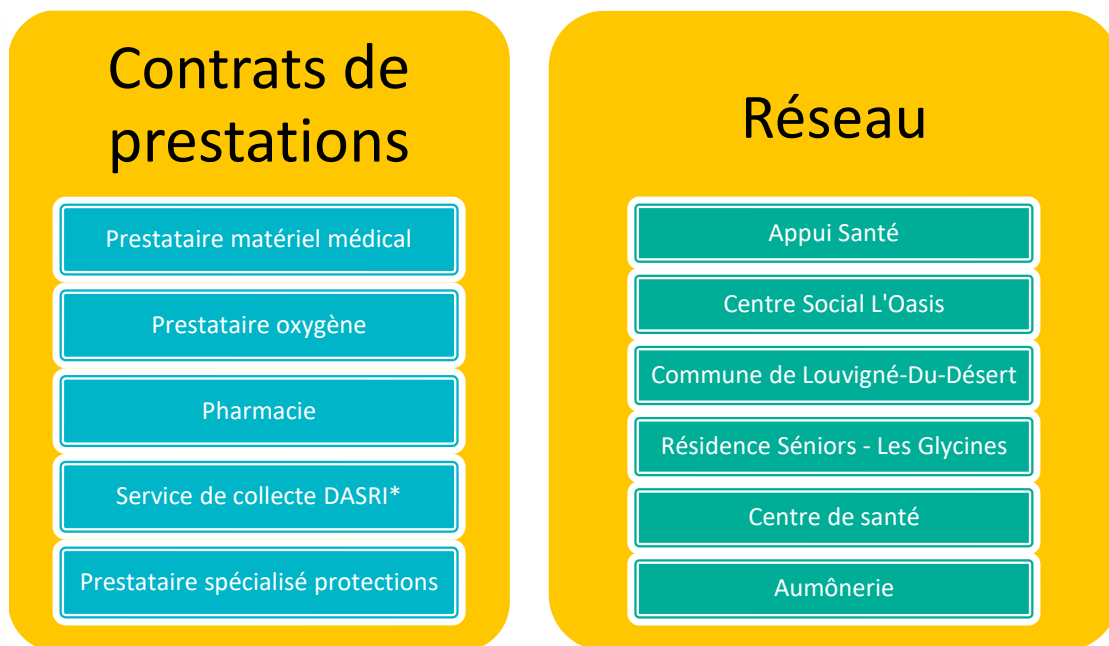 Contrats de
prestations
Prestataire matériel médical
Prestataire oxygène
Pharmacie
Service de collecte DASRI*
Prestataire spécialisé protections
Réseau
Appui Santé
Centre Social L'Oasis
Commune de Louvigné-Du-Désert
Résidence Séniors - Les Glycines
Centre de santé
Aumônerie